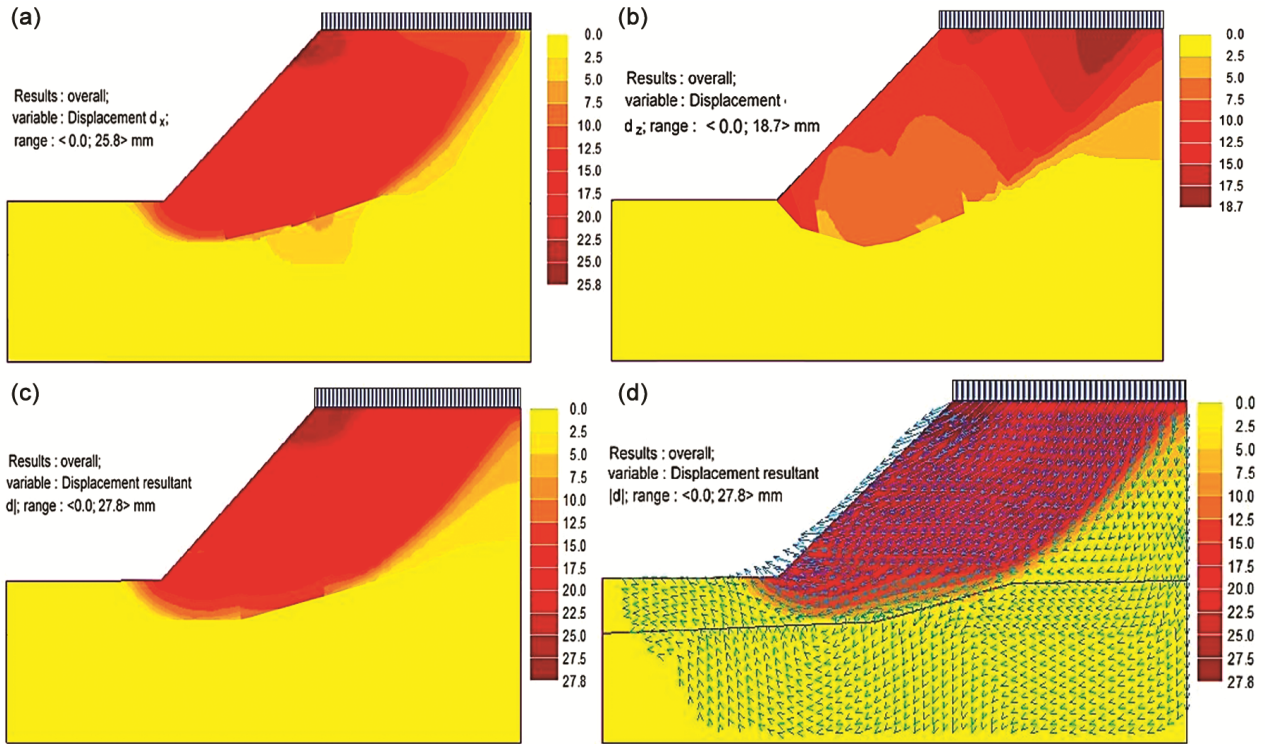 (a)
Results : overall;
variable : Displacement d x;
range : <0.0; 25.8> mm
0.0
2.5
5.0
7.5
10.0
12.5
15.0
17.5
20.0
22.5
25.0
25.8
(b)
Results : overall;
variable : Displacement
d z; range : <0.0; 18.7> mm
0.0
2.5
5.0
7.5
10.0
12.5
15.0
17.5
18.7
(c)
Results : overall;
variable : Displacement resultant
d|; range : <0.0; 27.8> mm
0.0
2.5
5.0
7.5
10.0
12.5
15.0
17.5
20.0
22.5
25.0
27.5
27.8
(d)
Results : overall;
variable : Displacement resultant
|d|; range : <0.0; 27.8> mm
0.0
2.5
5.0
7.5
10.0
12.5
15.0
17.5
20.0
22.5
25.0
27.5
27.8